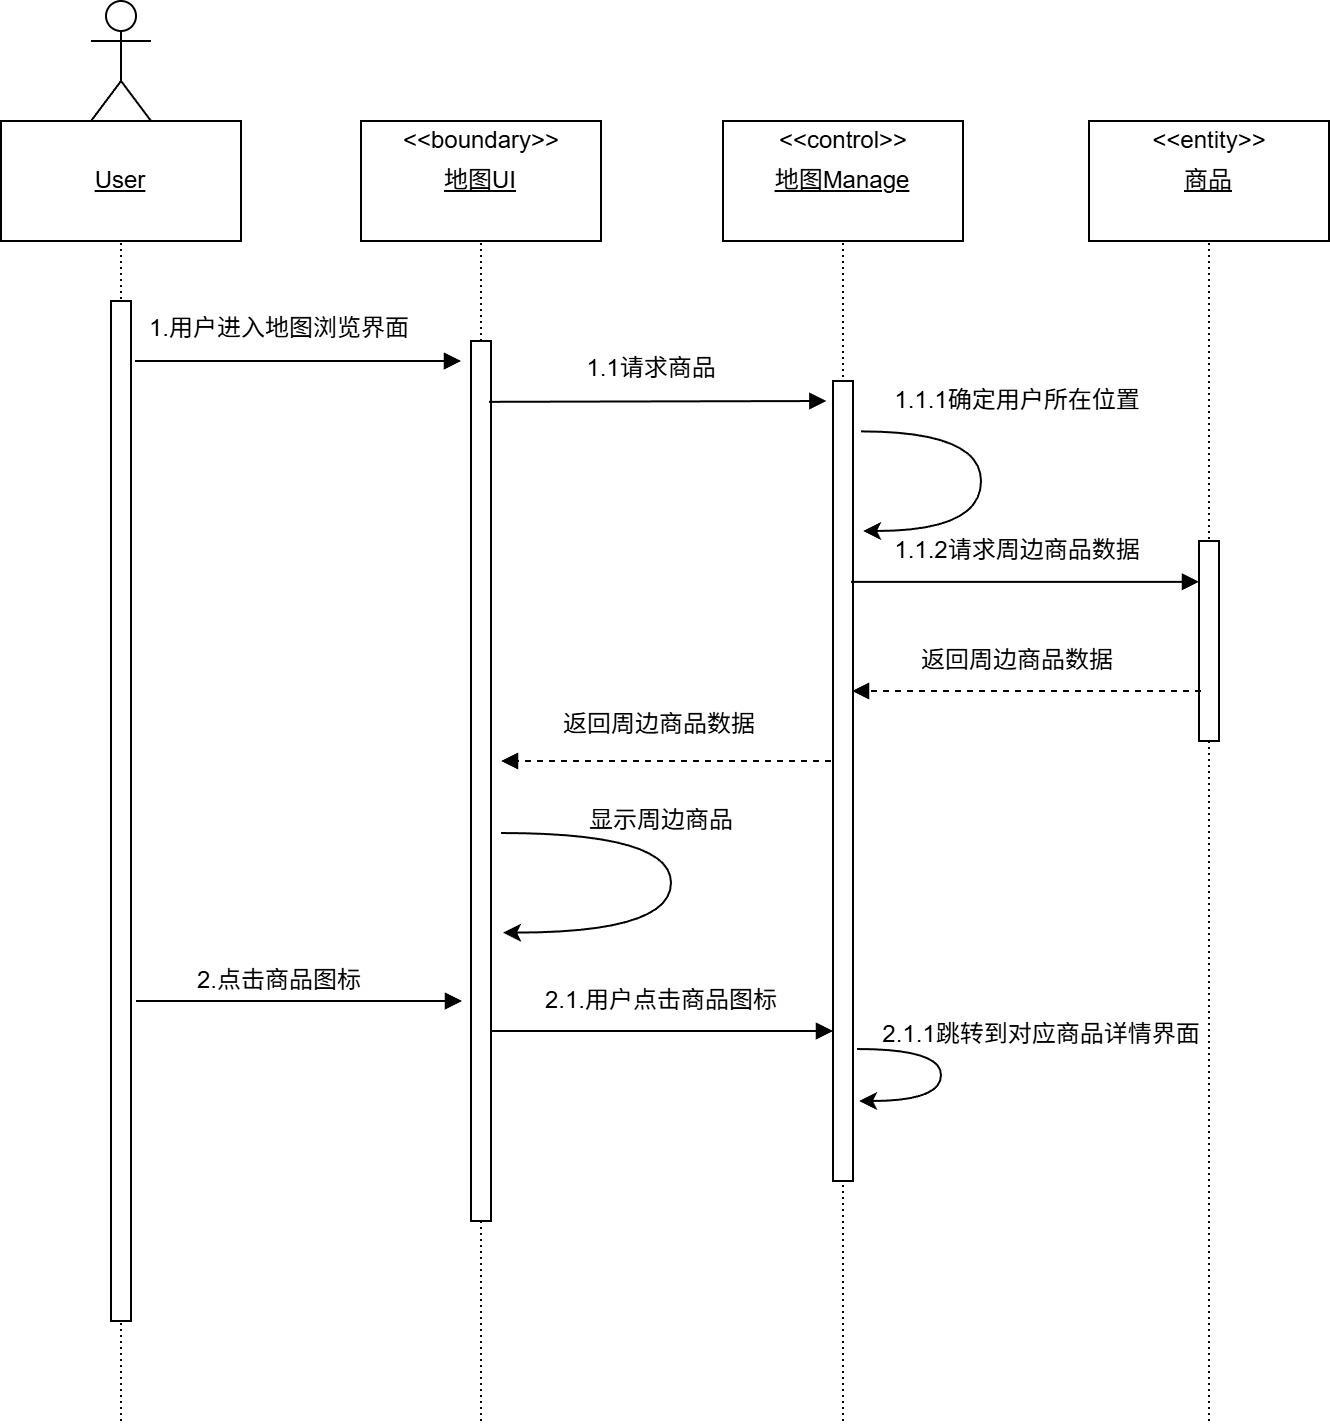 <<boundary>>
<<control>>
<<entity>>
User
地图UI
地图Manage
商品
1.用户进入地图浏览界面
1.1请求商品
1.1.1确定用户所在位置
1.1.2请求周边商品数据
返回周边商品数据
返回周边商品数据
显示周边商品
2.点击商品图标
2.1.用户点击商品图标
2.1.1跳转到对应商品详情界面